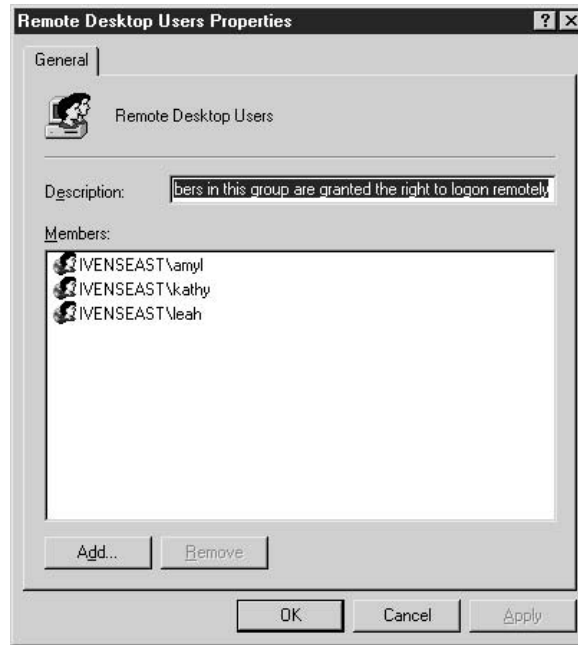 Remote Desktop Users Properties
General
Remote Desktop Users
Description:
bers in this group are granted the right to logon remotely
Members:
IVENSEAST\amyl
IVENSEAST\kathy
IVENSEAST\leah
Add...
Remove
OK
Cancel
Apply